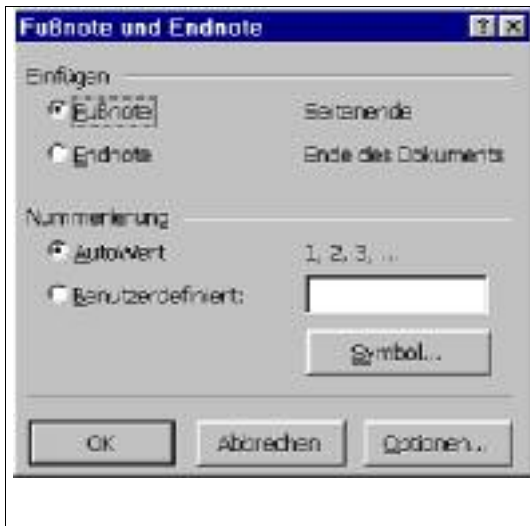 Fußnote und Endnote
Einfügen
Fußnote Seitenende
Endnote Ende des Dokuments
Nummerierung
AutoWert 1, 2, 3, ...
Benutzerdefiniert:
Symbol...
OK Abbrechen Optionen...